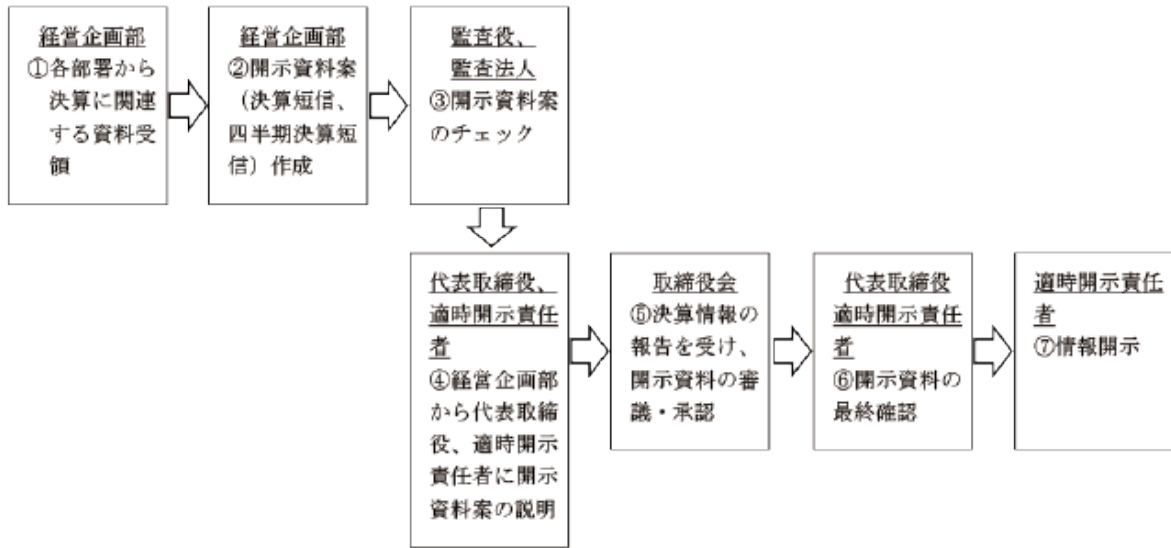 経営企画部
①各部署から
決算に関連
する資料受
領
経営企画部
②開示資料案
(決算短信、
四半期決算短
信)作成
監査役、
監査法人
③開示資料案
のチェック
代表取締役、
適時開示責任
者
④経営企画部
から代表取締
役、適時開示
責任者に開示
資料案の説明
取締役会
⑤決算情報の
報告を受け、
開示資料の審
議・承認
代表取締役
適時開示責任
者
⑥開示資料の
最終確認
適時開示責任
者
⑦情報開示